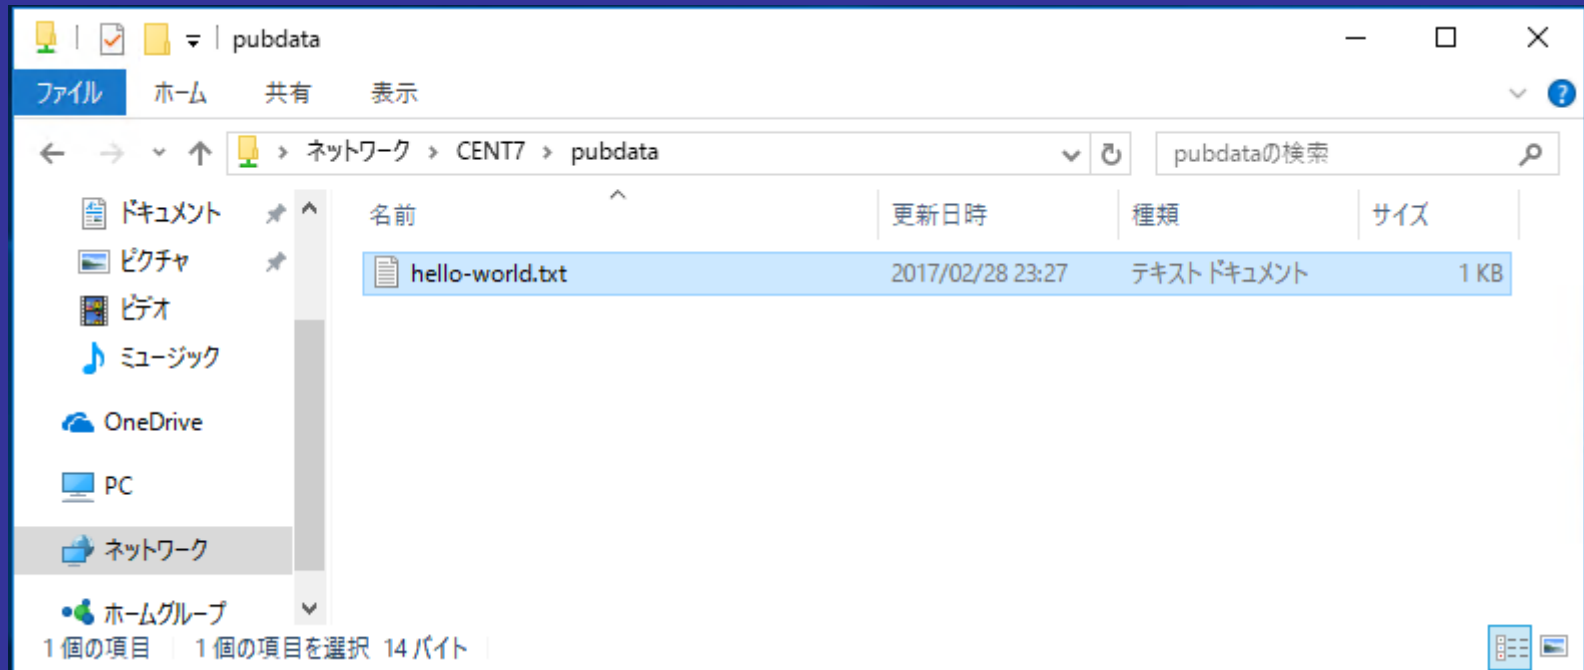 pubdata
ファイル ホーム 共有 表示
ネットワーク > CENT7 > pubdata pubdataの検索
ドキュメント
ピクチャ
ビデオ
ミュージック
OneDrive
PC
ネットワーク
ホームグループ
名前 更新日時 種類 サイズ
hello-world.txt 2017/02/28 23:27 テキスト ドキュメント 1 KB
1 個の項目 1 個の項目を選択 14 バイト